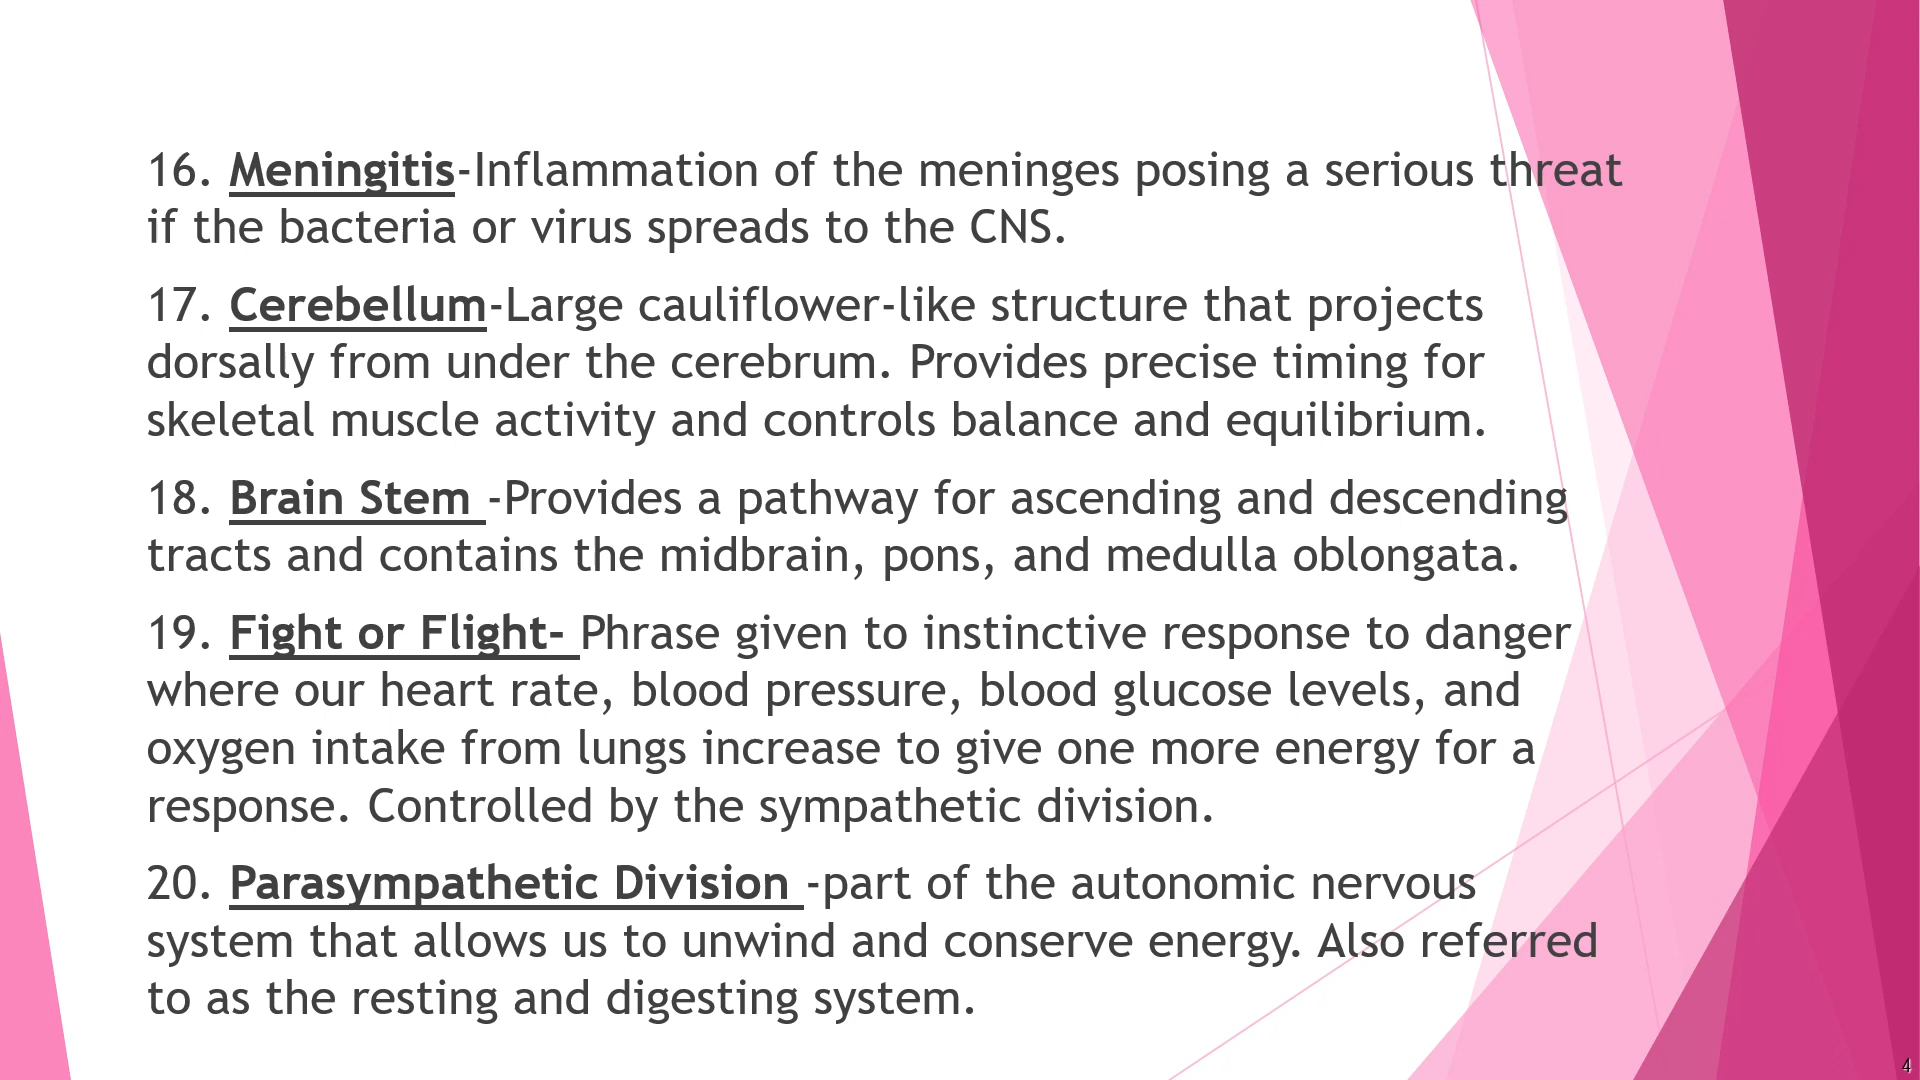 16. Meningitis-Inflammation of the meninges posing a serious threat
if the bacteria or virus spreads to the CNS.
17. Cerebellum-Large cauliflower-like structure that projects
dorsally from under the cerebrum. Provides precise timing for
skeletal muscle activity and controls balance and equilibrium.
18. Brain Stem -Provides a pathway for ascending and descending
tracts and contains the midbrain, pons, and medulla oblongata.
19. Fight or Flight- Phrase given to instinctive response to danger
where our heart rate, blood pressure, blood glucose levels, and
oxygen intake from lungs increase to give one more energy for a
response. Controlled by the sympathetic division.
20. Parasympathetic Division -part of the autonomic nervous
system that allows us to unwind and conserve energy. Also referred
to as the resting and digesting system.
4